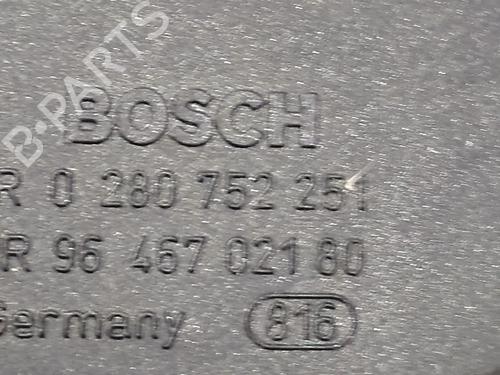 B-PARTS
BOSCH
R 0 280 752 251
R 96 467 021 80
Germany 816